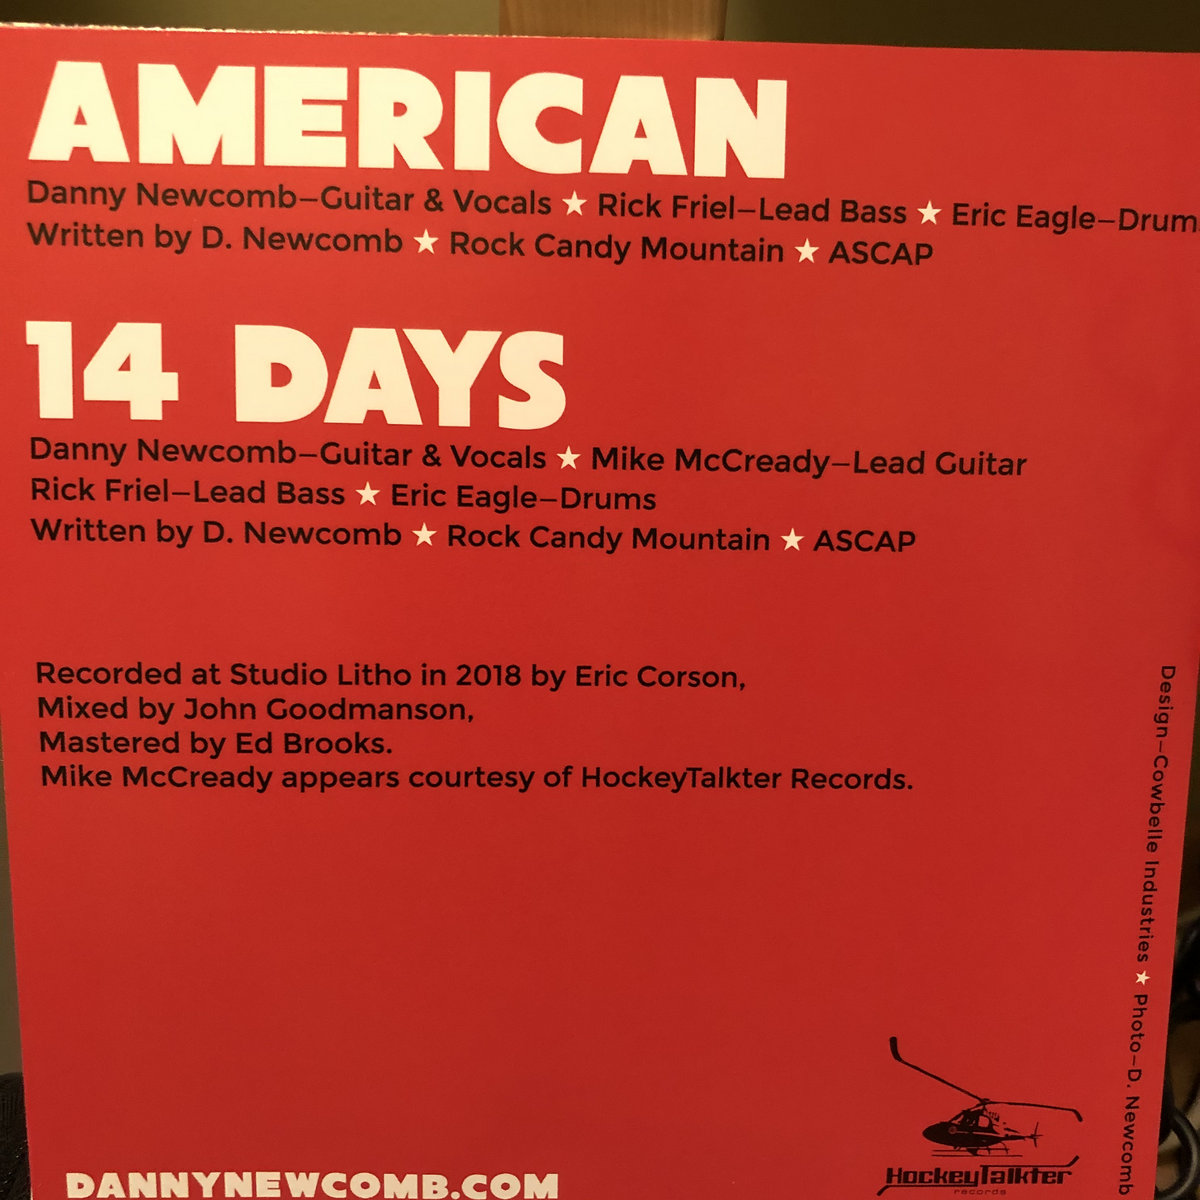 AMERICAN
Danny Newcomb–Guitar & Vocals ★ Rick Friel–Lead Bass ★ Eric Eagle–Drum
Written by D. Newcomb ★ Rock Candy Mountain ★ ASCAP
14 DAYS
Danny Newcomb–Guitar & Vocals ★ Mike McCready–Lead Guitar
Rick Friel–Lead Bass ★ Eric Eagle–Drums
Written by D. Newcomb ★ Rock Candy Mountain ★ ASCAP
Recorded at Studio Litho in 2018 by Eric Corson,
Mixed by John Goodmanson,
Mastered by Ed Brooks.
Mike McCready appears courtesy of HockeyTalkter Records.
Design–Cowbelle Industries ★ Photo–D. Newcomb
HockeyTalkter
records
DANNYNEWCOMB.COM